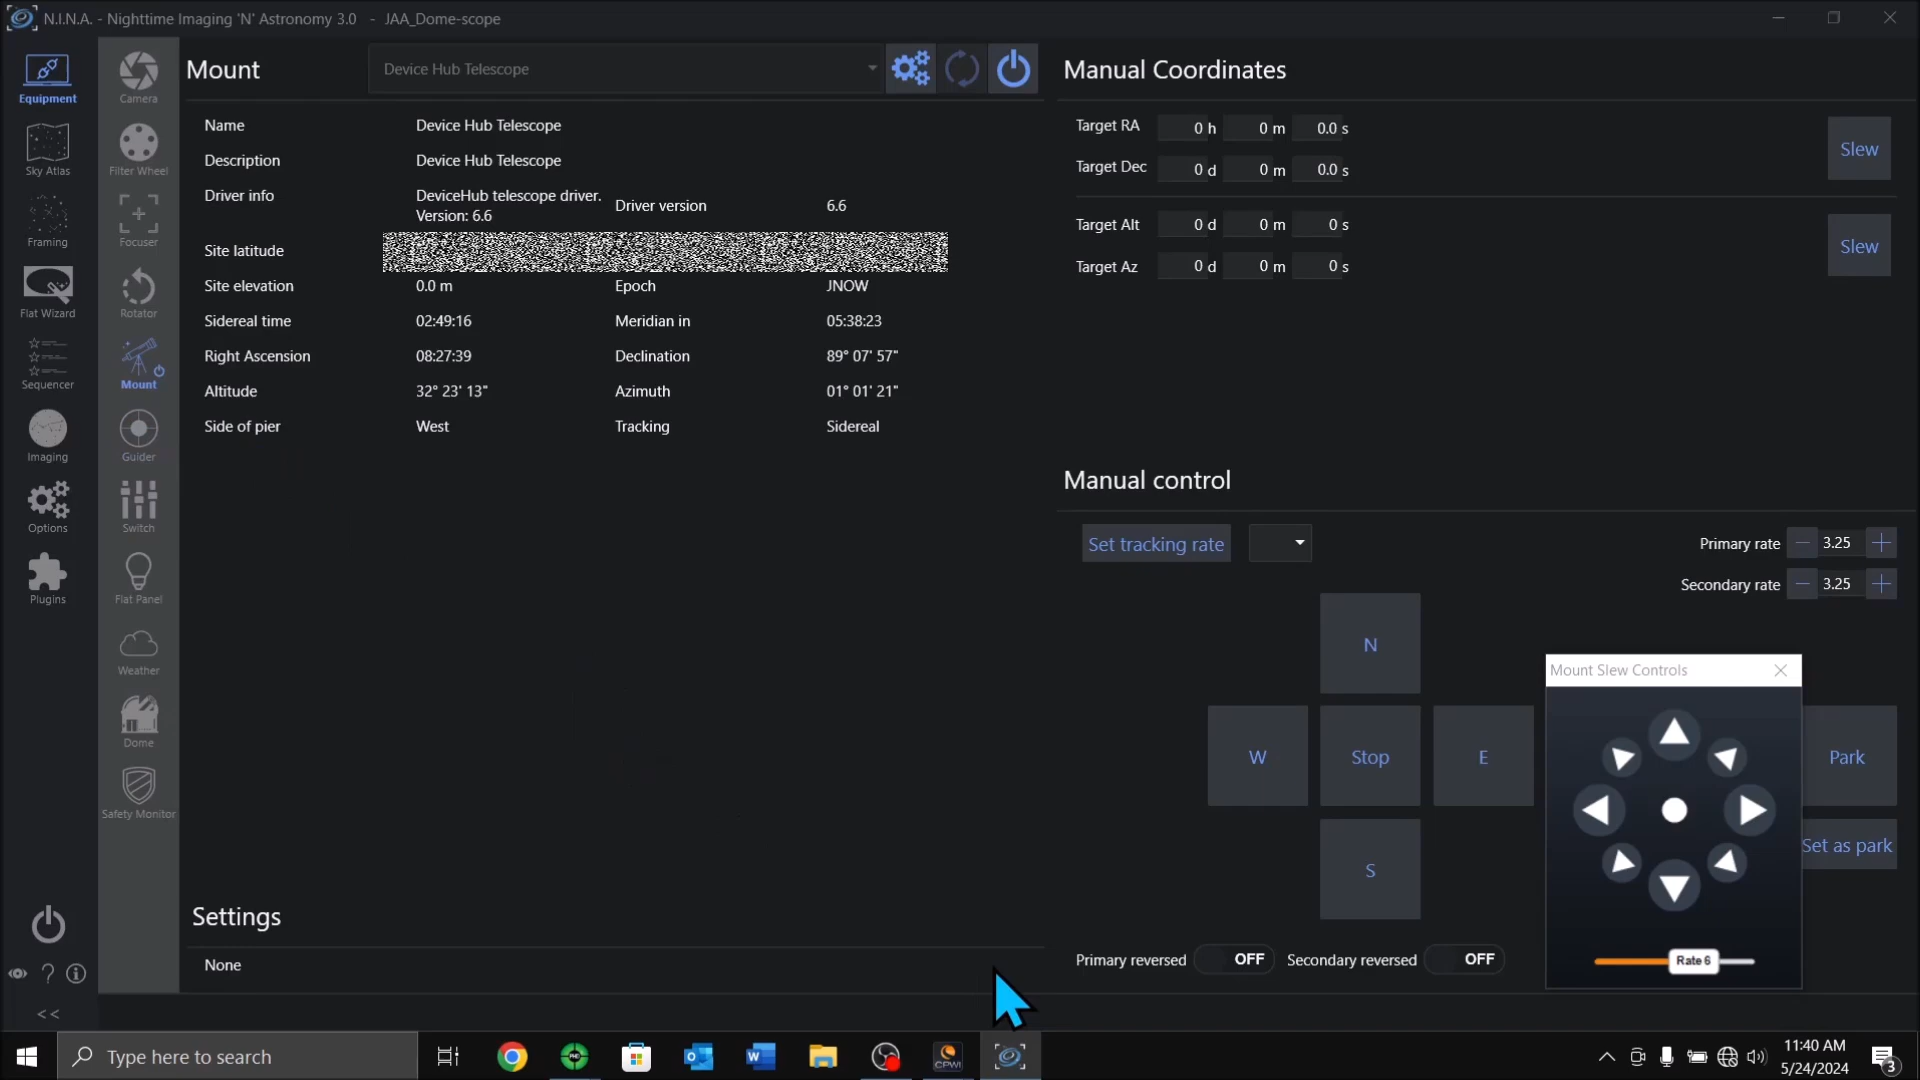 N.I.N.A. - Nighttime Imaging 'N' Astronomy 3.0 - JAA_Dome-scope
Equipment
Sky Atlas
Framing
Flat Wizard
Sequencer
Imaging
Options
Plugins
<<
Camera
Filter Wheel
Focuser
Rotator
Mount
Guider
Switch
Flat Panel
Weather
Dome
Safety Monitor
Mount
Device Hub Telescope
Name Device Hub Telescope
Description Device Hub Telescope
Driver info DeviceHub telescope driver. Version: 6.6 Driver version 6.6
Site latitude
Site elevation 0.0 m Epoch JNOW
Sidereal time 02:49:16 Meridian in 05:38:23
Right Ascension 08:27:39 Declination 89° 07' 57"
Altitude 32° 23' 13" Azimuth 01° 01' 21"
Side of pier West Tracking Sidereal
Settings
None
Manual Coordinates
Target RA 0 h 0 m 0.0 s
Target Dec 0 d 0 m 0.0 s
Slew
Target Alt 0 d 0 m 0 s
Target Az 0 d 0 m 0 s
Slew
Manual control
Set tracking rate
Primary rate 3.25
Secondary rate 3.25
N
W Stop E
S
Park
Set as park
Mount Slew Controls
Rate 6
Primary reversed OFF Secondary reversed OFF
Type here to search
CPWI
11:40 AM
5/24/2024
3